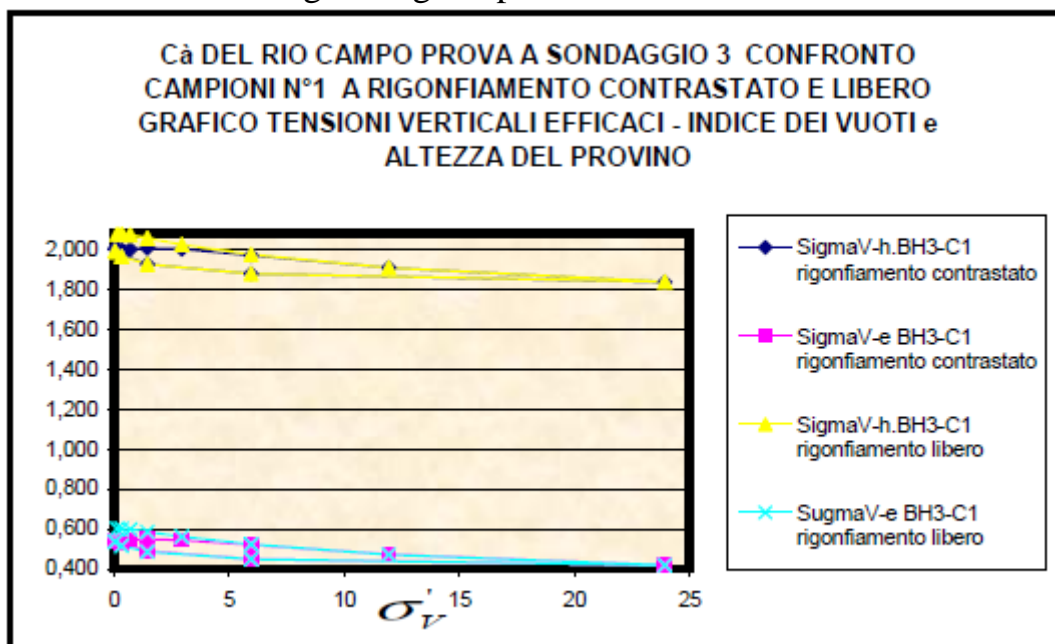 Cà DEL RIO CAMPO PROVA A SONDAGGIO 3 CONFRONTO
CAMPIONI N°1 A RIGONFIAMENTO CONTRASTATO E LIBERO
GRAFICO TENSIONI VERTICALI EFFICACI - INDICE DEI VUOTI e
ALTEZZA DEL PROVINO
2,000
1,800
1,600
1,400
1,200
1,000
0,800
0,600
0,400
0 5 10 15 20 25
σ'V
SigmaV-h.BH3-C1
rigonfiamento contrastato
SigmaV-e BH3-C1
rigonfiamento contrastato
SigmaV-h.BH3-C1
rigonfiamento libero
SugmaV-e BH3-C1
rigonfiamento libero